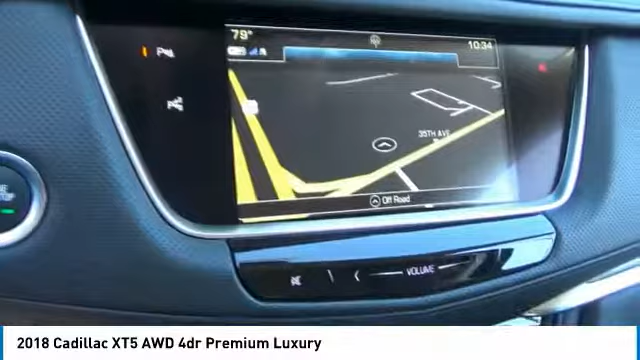 79°
10:34
35TH AVE
Off Road
VOLUME
2018 Cadillac XT5 AWD 4dr Premium Luxury